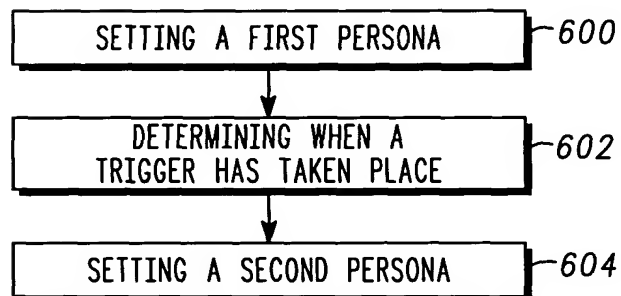 SETTING A FIRST PERSONA 600
DETERMINING WHEN A
TRIGGER HAS TAKEN PLACE 602
SETTING A SECOND PERSONA 604